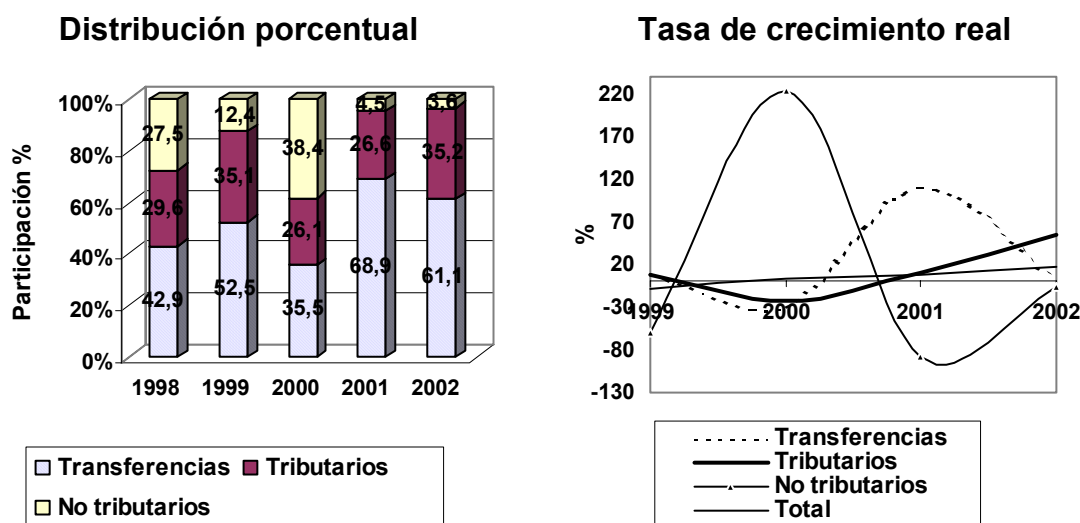 Distribución porcentual
Participación %
100%
80%
60%
40%
20%
0%
27,5
12,4
38,4
4,5
3,6
29,6
35,1
26,1
26,6
35,2
42,9
52,5
35,5
68,9
61,1
1998 1999 2000 2001 2002
Transferencias Tributarios
No tributarios
Tasa de crecimiento real
%
220
170
120
70
20
-30
-80
-130
1999 2000 2001 2002
Transferencias
Tributarios
No tributarios
Total